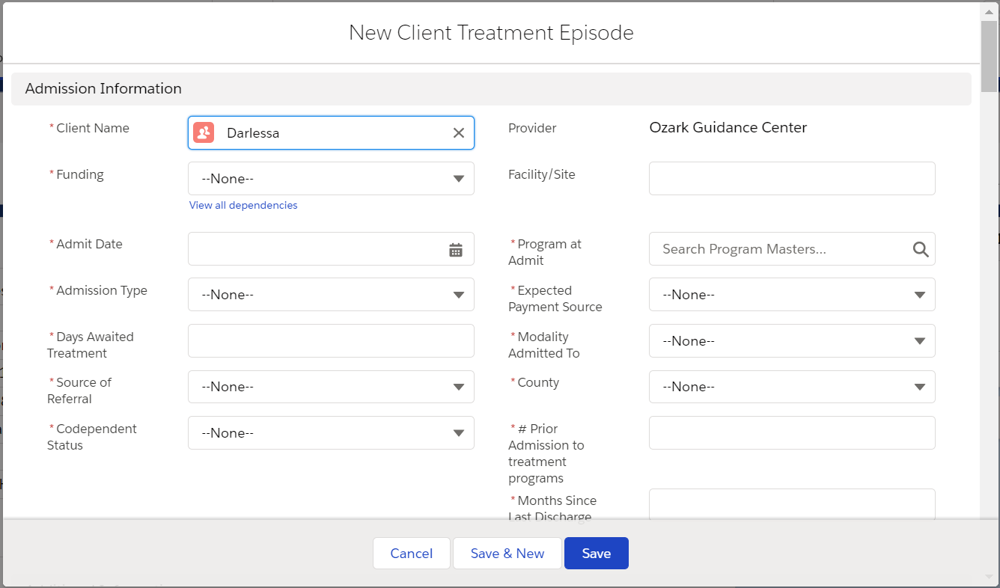 New Client Treatment Episode
Admission Information
*Client Name
Darlessa
Provider
Ozark Guidance Center
*Funding
--None--
View all dependencies
Facility/Site
*Admit Date
*Program at
Admit
Search Program Masters...
*Admission Type
--None--
*Expected
Payment Source
--None--
*Days Awaited
Treatment
*Modality
Admitted To
--None--
*Source of
Referral
--None--
*County
--None--
*Codependent
Status
--None--
*# Prior
Admission to
treatment
programs
*Months Since
Last Discharge
Cancel
Save & New
Save